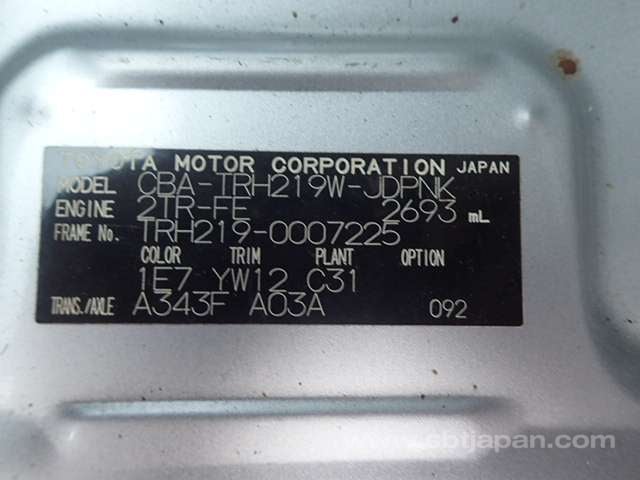 TOYOTA MOTOR CORPORATION JAPAN
MODEL CBA-TRH219W-JDPNK
ENGINE 2TR-FE 2693 mL
FRAME No. TRH219-0007225
COLOR TRIM PLANT OPTION
1E7 YW12 C31
TRANS./AXLE A343F A03A 092
www.sbtjapan.com